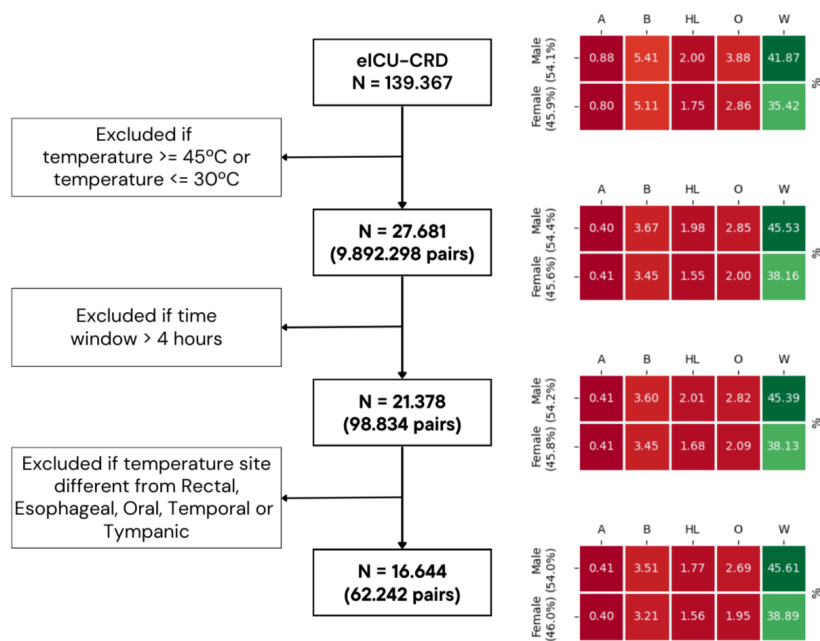 eICU-CRD
N = 139.367
Excluded if
temperature >= 45ºC or
temperature <= 30ºC
N = 27.681
(9.892.298 pairs)
Excluded if time
window > 4 hours
N = 21.378
(98.834 pairs)
Excluded if temperature site
different from Rectal,
Esophageal, Oral, Temporal or
Tympanic
N = 16.644
(62.242 pairs)
A B HL O W
Male
(54.1%)
0.88 5.41 2.00 3.88 41.87
Female
(45.9%)
0.80 5.11 1.75 2.86 35.42
%
A B HL O W
Male
(54.4%)
0.40 3.67 1.98 2.85 45.53
Female
(45.6%)
0.41 3.45 1.55 2.00 38.16
%
A B HL O W
Male
(54.2%)
0.41 3.60 2.01 2.82 45.39
Female
(45.8%)
0.41 3.45 1.68 2.09 38.13
%
A B HL O W
Male
(54.0%)
0.41 3.51 1.77 2.69 45.61
Female
(46.0%)
0.40 3.21 1.56 1.95 38.89
%